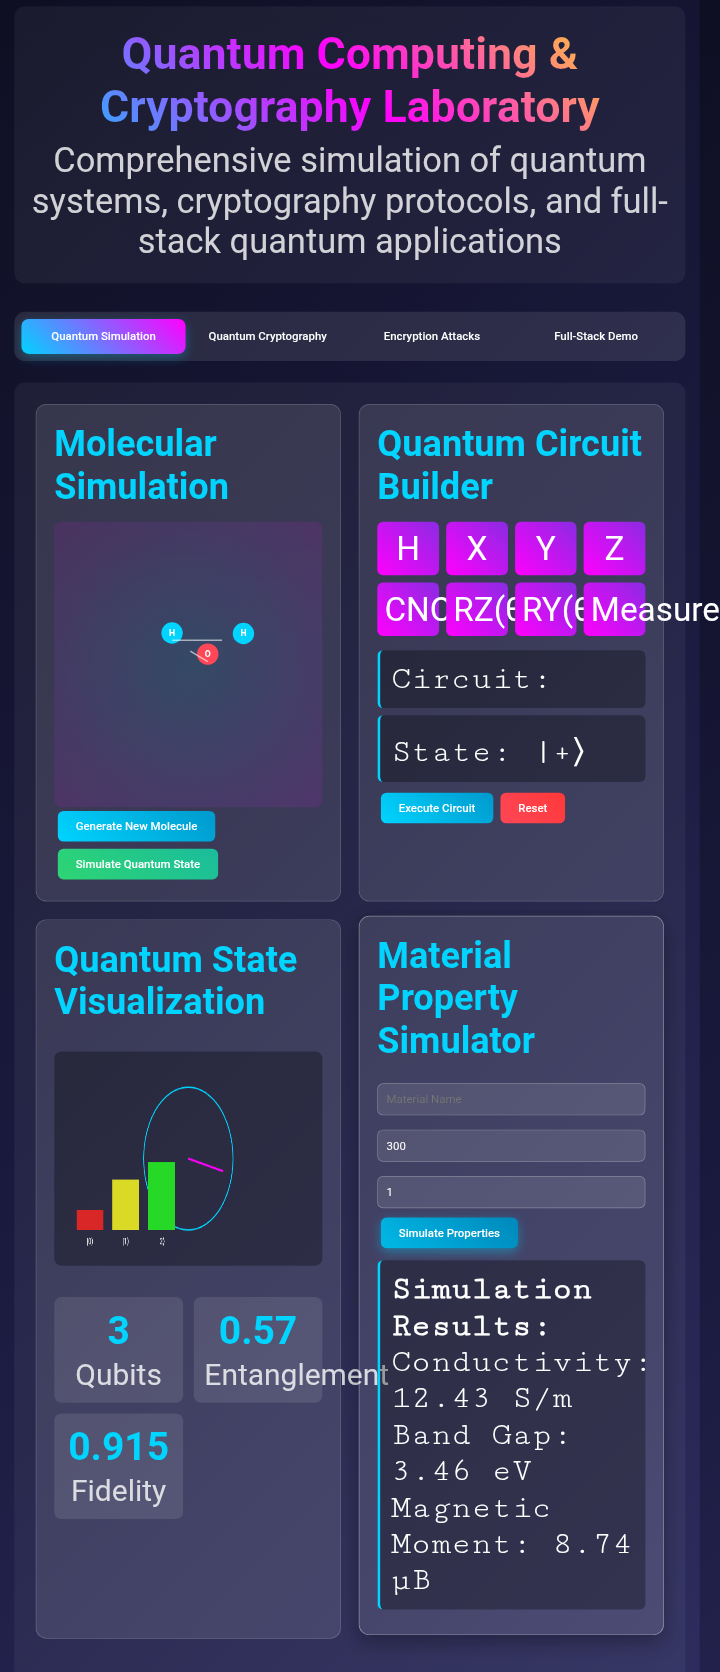 Quantum Computing &
Cryptography Laboratory
Comprehensive simulation of quantum
systems, cryptography protocols, and full-
stack quantum applications
Quantum Simulation
Quantum Cryptography
Encryption Attacks
Full-Stack Demo
Molecular
Simulation
H
H
O
Generate New Molecule
Simulate Quantum State
Quantum Circuit
Builder
H
X
Y
Z
CNO
RZ(
RY(
Measure
Circuit:
State: |+⟩
Execute Circuit
Reset
Quantum State
Visualization
|0⟩
|1⟩
2⟩
3
Qubits
0.57
Entanglement
0.915
Fidelity
Material
Property
Simulator
Material Name
300
1
Simulate Properties
Simulation
Results:
Conductivity:
12.43 S/m
Band Gap:
3.46 eV
Magnetic
Moment: 8.74
μB